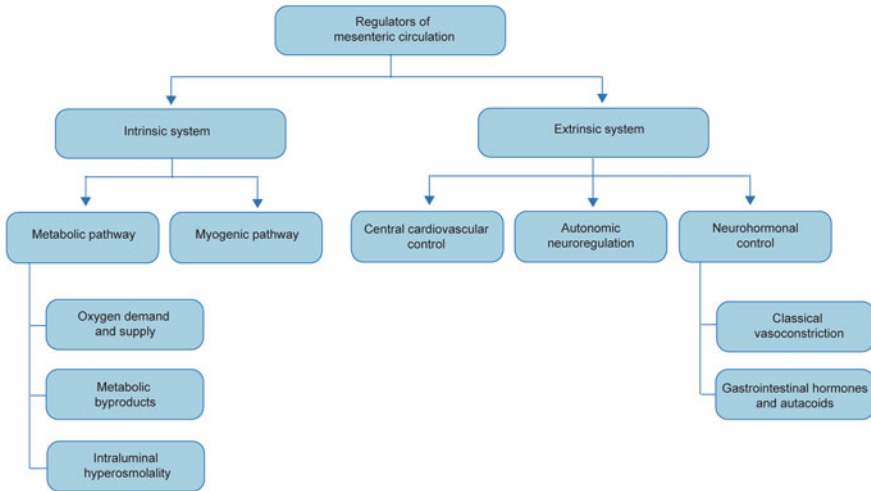 Regulators of
mesenteric circulation
Intrinsic system
Extrinsic system
Metabolic pathway
Myogenic pathway
Central cardiovascular
control
Autonomic
neuroregulation
Neurohormonal
control
Oxygen demand
and supply
Classical
vasoconstriction
Metabolic
byproducts
Gastrointestinal hormones
and autacoids
Intraluminal
hyperosmolality